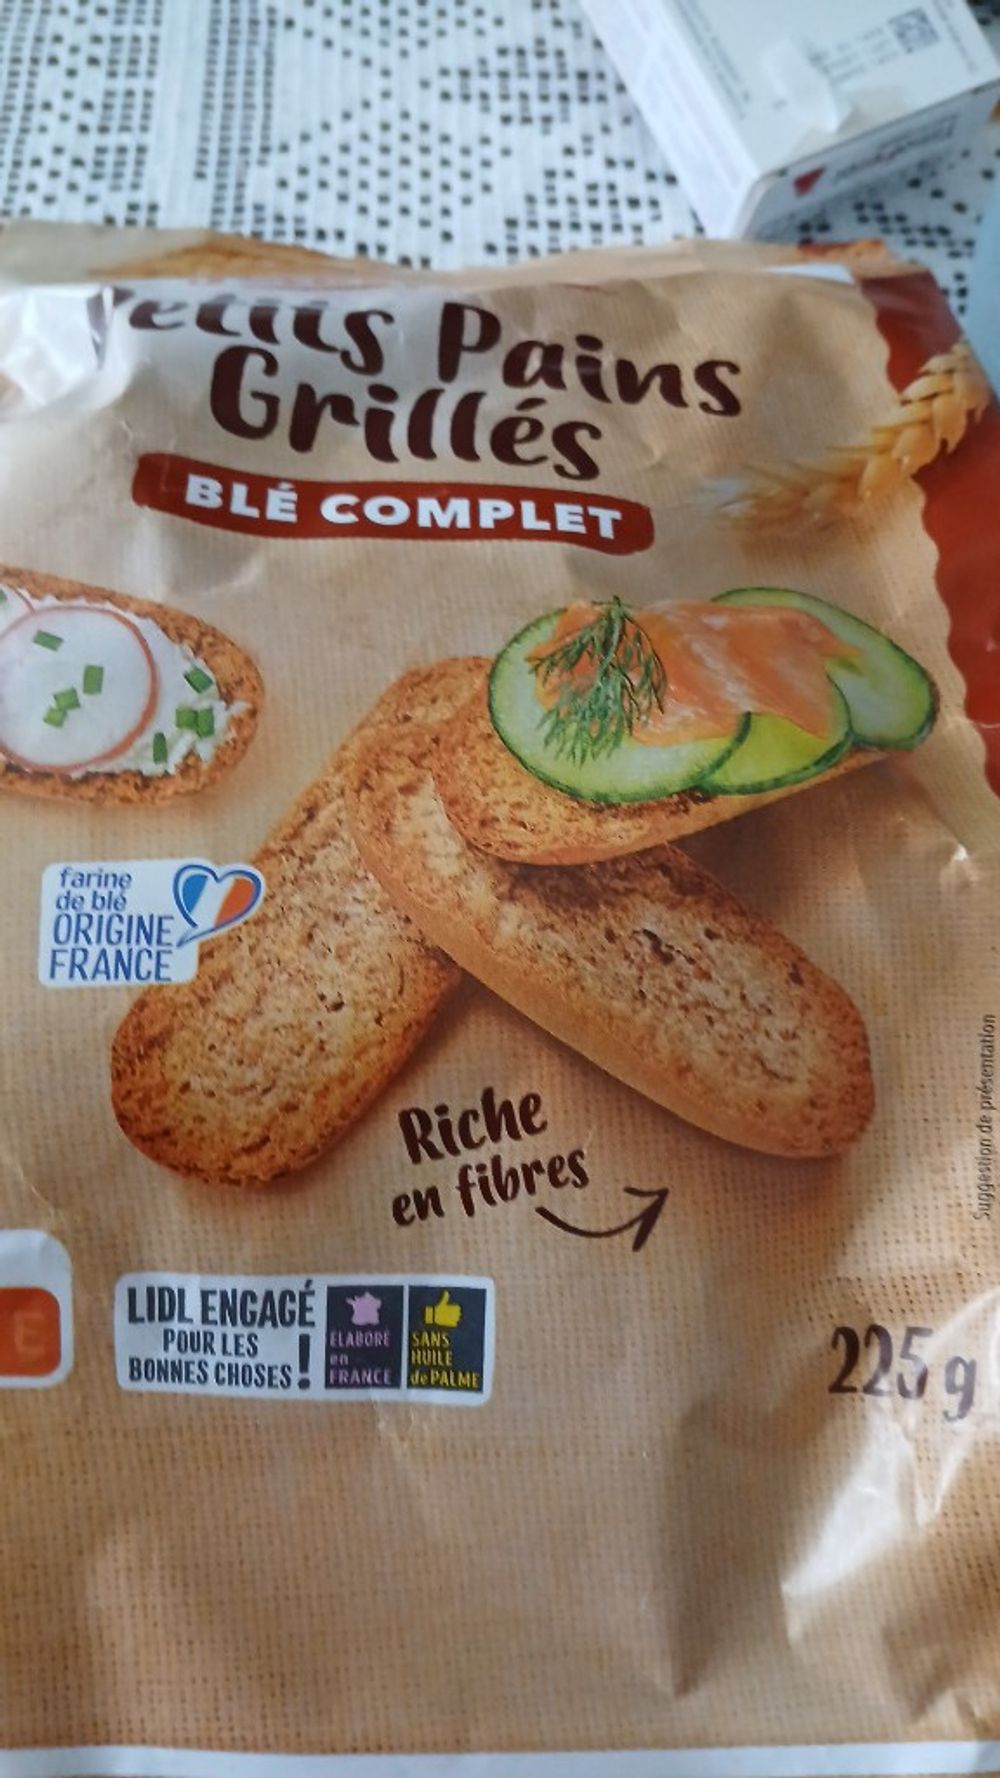 Petits Pains
Grillés
BLÉ COMPLET
farine
de blé
ORIGINE
FRANCE
Riche
en fibres
Suggestion de présentation
E
LIDL ENGAGÉ
POUR LES
BONNES CHOSES !
ELABORÉ
en
FRANCE
SANS
HUILE
de PALME
225 g